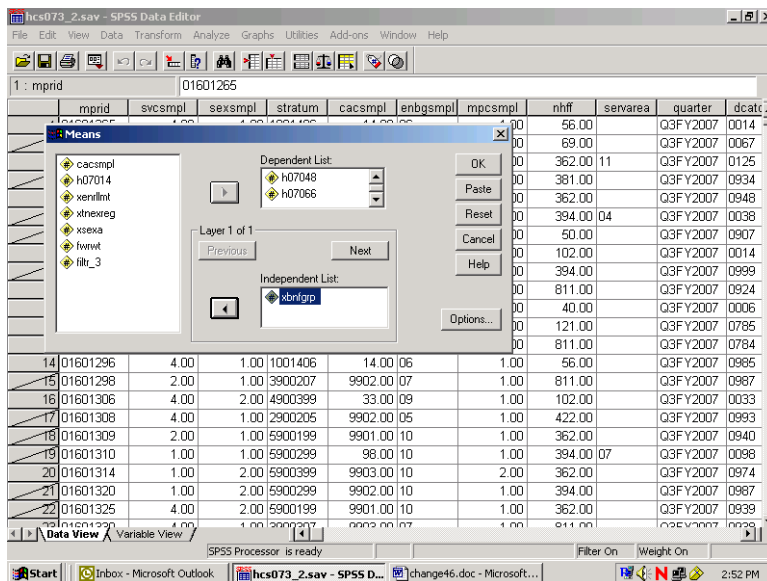 hcs073_2.sav - SPSS Data Editor
File Edit View Data Transform Analyze Graphs Utilities Add-ons Window Help
1 : mprid 01601265
mprid svcsmpl sexsmpl stratum cacsmpl enbgsmpl mpcsmpl nhff servarea quarter dcatc
56.00 Q3FY2007 0014
69.00 Q3FY2007 0067
362.00 11 Q3FY2007 0125
381.00 Q3FY2007 0934
362.00 Q3FY2007 0948
394.00 04 Q3FY2007 0038
50.00 Q3FY2007 0907
102.00 Q3FY2007 0014
394.00 Q3FY2007 0999
811.00 Q3FY2007 0924
40.00 Q3FY2007 0006
121.00 Q3FY2007 0785
811.00 Q3FY2007 0784
Means
cacsmpl
h07014
xenrllmt
xtnexreg
xsexa
fwrwt
filtr_3
Dependent List:
h07048
h07066
Layer 1 of 1
Previous Next
Independent List:
xbnfgrp
OK
Paste
Reset
Cancel
Help
Options...
14 01601296 4.00 1.00 1001406 14.00 06 1.00 56.00 Q3FY2007 0985
15 01601298 2.00 1.00 3900207 9902.00 07 1.00 811.00 Q3FY2007 0987
16 01601306 4.00 2.00 4900399 33.00 09 1.00 102.00 Q3FY2007 0033
17 01601308 4.00 1.00 2900205 9902.00 05 1.00 422.00 Q3FY2007 0993
18 01601309 2.00 1.00 5900199 9901.00 10 1.00 362.00 Q3FY2007 0940
19 01601310 1.00 1.00 5900299 98.00 10 1.00 394.00 07 Q3FY2007 0098
20 01601314 1.00 2.00 5900399 9903.00 10 2.00 362.00 Q3FY2007 0974
21 01601320 1.00 2.00 5900299 9902.00 10 1.00 394.00 Q3FY2007 0987
22 01601325 4.00 2.00 5900199 9901.00 10 1.00 362.00 Q3FY2007 0939
Data View Variable View
SPSS Processor is ready Filter On Weight On
Start Inbox - Microsoft Outlook hcs073_2.sav - SPSS D... change46.doc - Microsoft... 2:52 PM